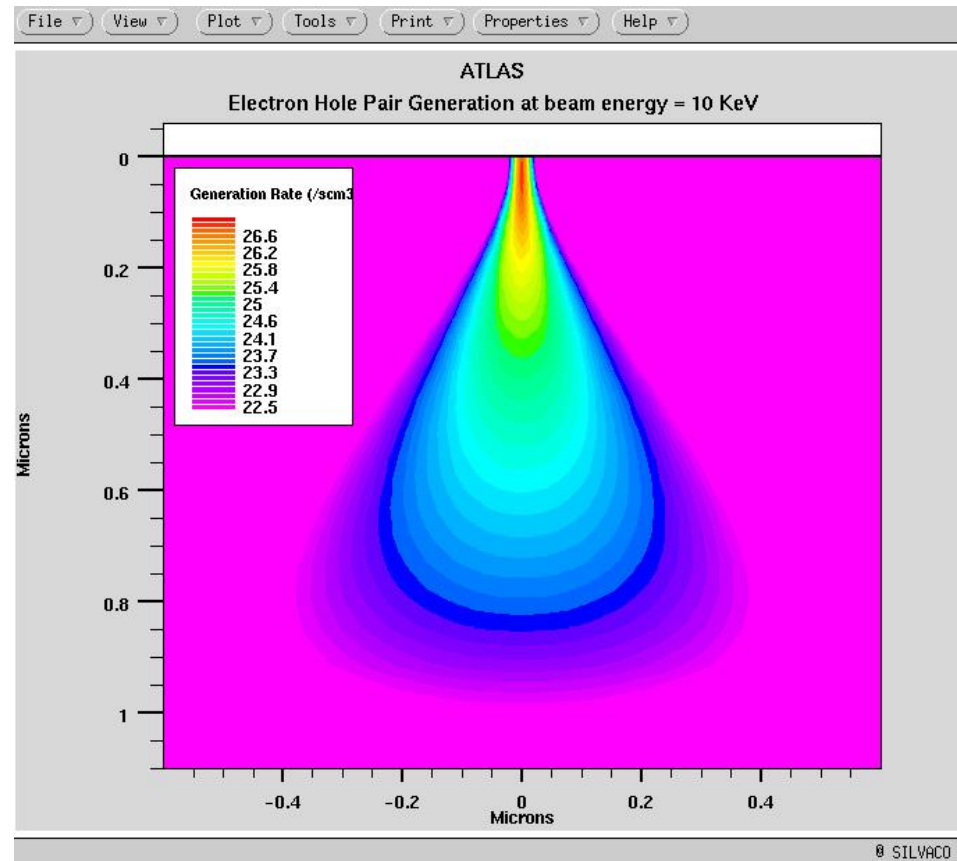 File View Plot Tools Print Properties Help
ATLAS
Electron Hole Pair Generation at beam energy = 10 KeV
Generation Rate (/scm3
26.6
26.2
25.8
25.4
25
24.6
24.1
23.7
23.3
22.9
22.5
0
0.2
0.4
0.6
0.8
1
Microns
-0.4 -0.2 0 0.2 0.4
Microns
@ SILVACO